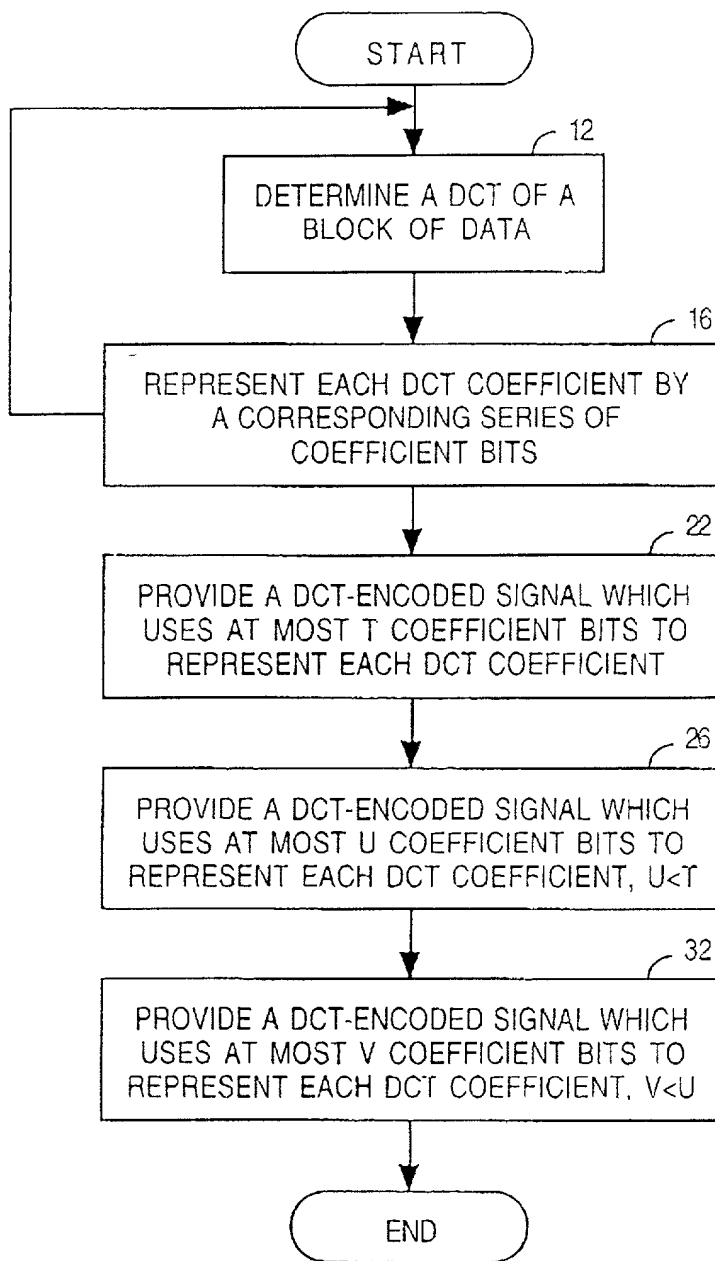 START
12
DETERMINE A DCT OF A
BLOCK OF DATA
16
REPRESENT EACH DCT COEFFICIENT BY
A CORRESPONDING SERIES OF
COEFFICIENT BITS
22
PROVIDE A DCT-ENCODED SIGNAL WHICH
USES AT MOST T COEFFICIENT BITS TO
REPRESENT EACH DCT COEFFICIENT
26
PROVIDE A DCT-ENCODED SIGNAL WHICH
USES AT MOST U COEFFICIENT BITS TO
REPRESENT EACH DCT COEFFICIENT, U<T
32
PROVIDE A DCT-ENCODED SIGNAL WHICH
USES AT MOST V COEFFICIENT BITS TO
REPRESENT EACH DCT COEFFICIENT, V<U
END